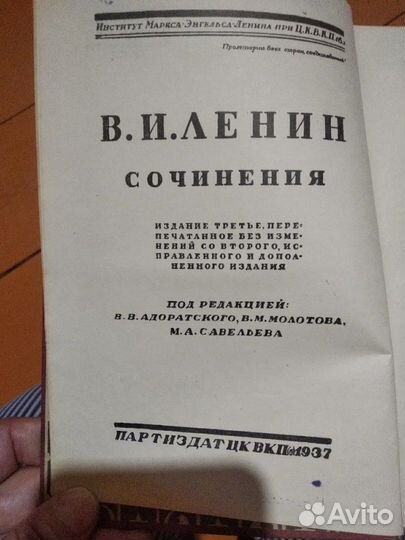 Институт Маркса-Энгельса-Ленина при Ц.К.В.К.П.(б)
Пролетарии всех стран, соединяйтесь!
В. И. ЛЕНИН
СОЧИНЕНИЯ
ИЗДАНИЕ ТРЕТЬЕ, ПЕРЕ-
ПЕЧАТАННОЕ БЕЗ ИЗМЕ-
НЕНИЙ СО ВТОРОГО, ИС-
ПРАВЛЕННОГО И ДОПОЛ-
НЕННОГО ИЗДАНИЯ
ПОД РЕДАКЦИЕЙ:
В. В. АДОРАТСКОГО, В. М. МОЛОТОВА,
М. А. САВЕЛЬЕВА
ПАРТИЗДАТ ЦК ВКП(б) 1937
Avito